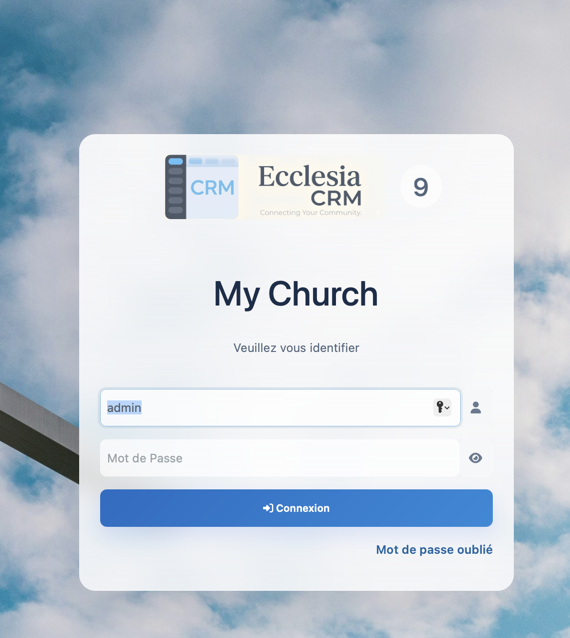 CRM
Ecclesia
CRM
Connecting Your Community.
9
My Church
Veuillez vous identifier
admin
Mot de Passe
Connexion
Mot de passe oublié